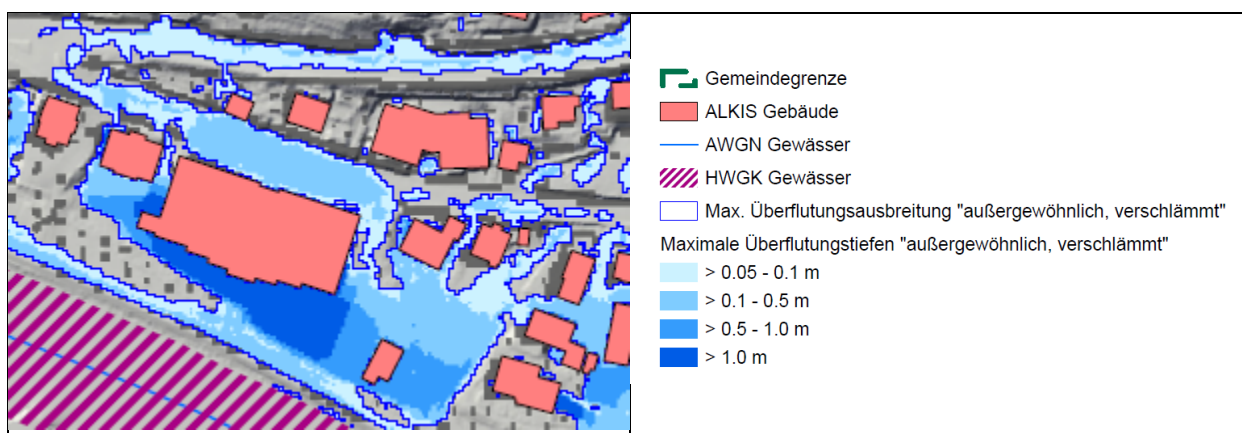 Gemeindegrenze
ALKIS Gebäude
AWGN Gewässer
HWGK Gewässer
Max. Überflutungsausbreitung "außergewöhnlich, verschlämmt"
Maximale Überflutungstiefen "außergewöhnlich, verschlämmt"
> 0.05 - 0.1 m
> 0.1 - 0.5 m
> 0.5 - 1.0 m
> 1.0 m